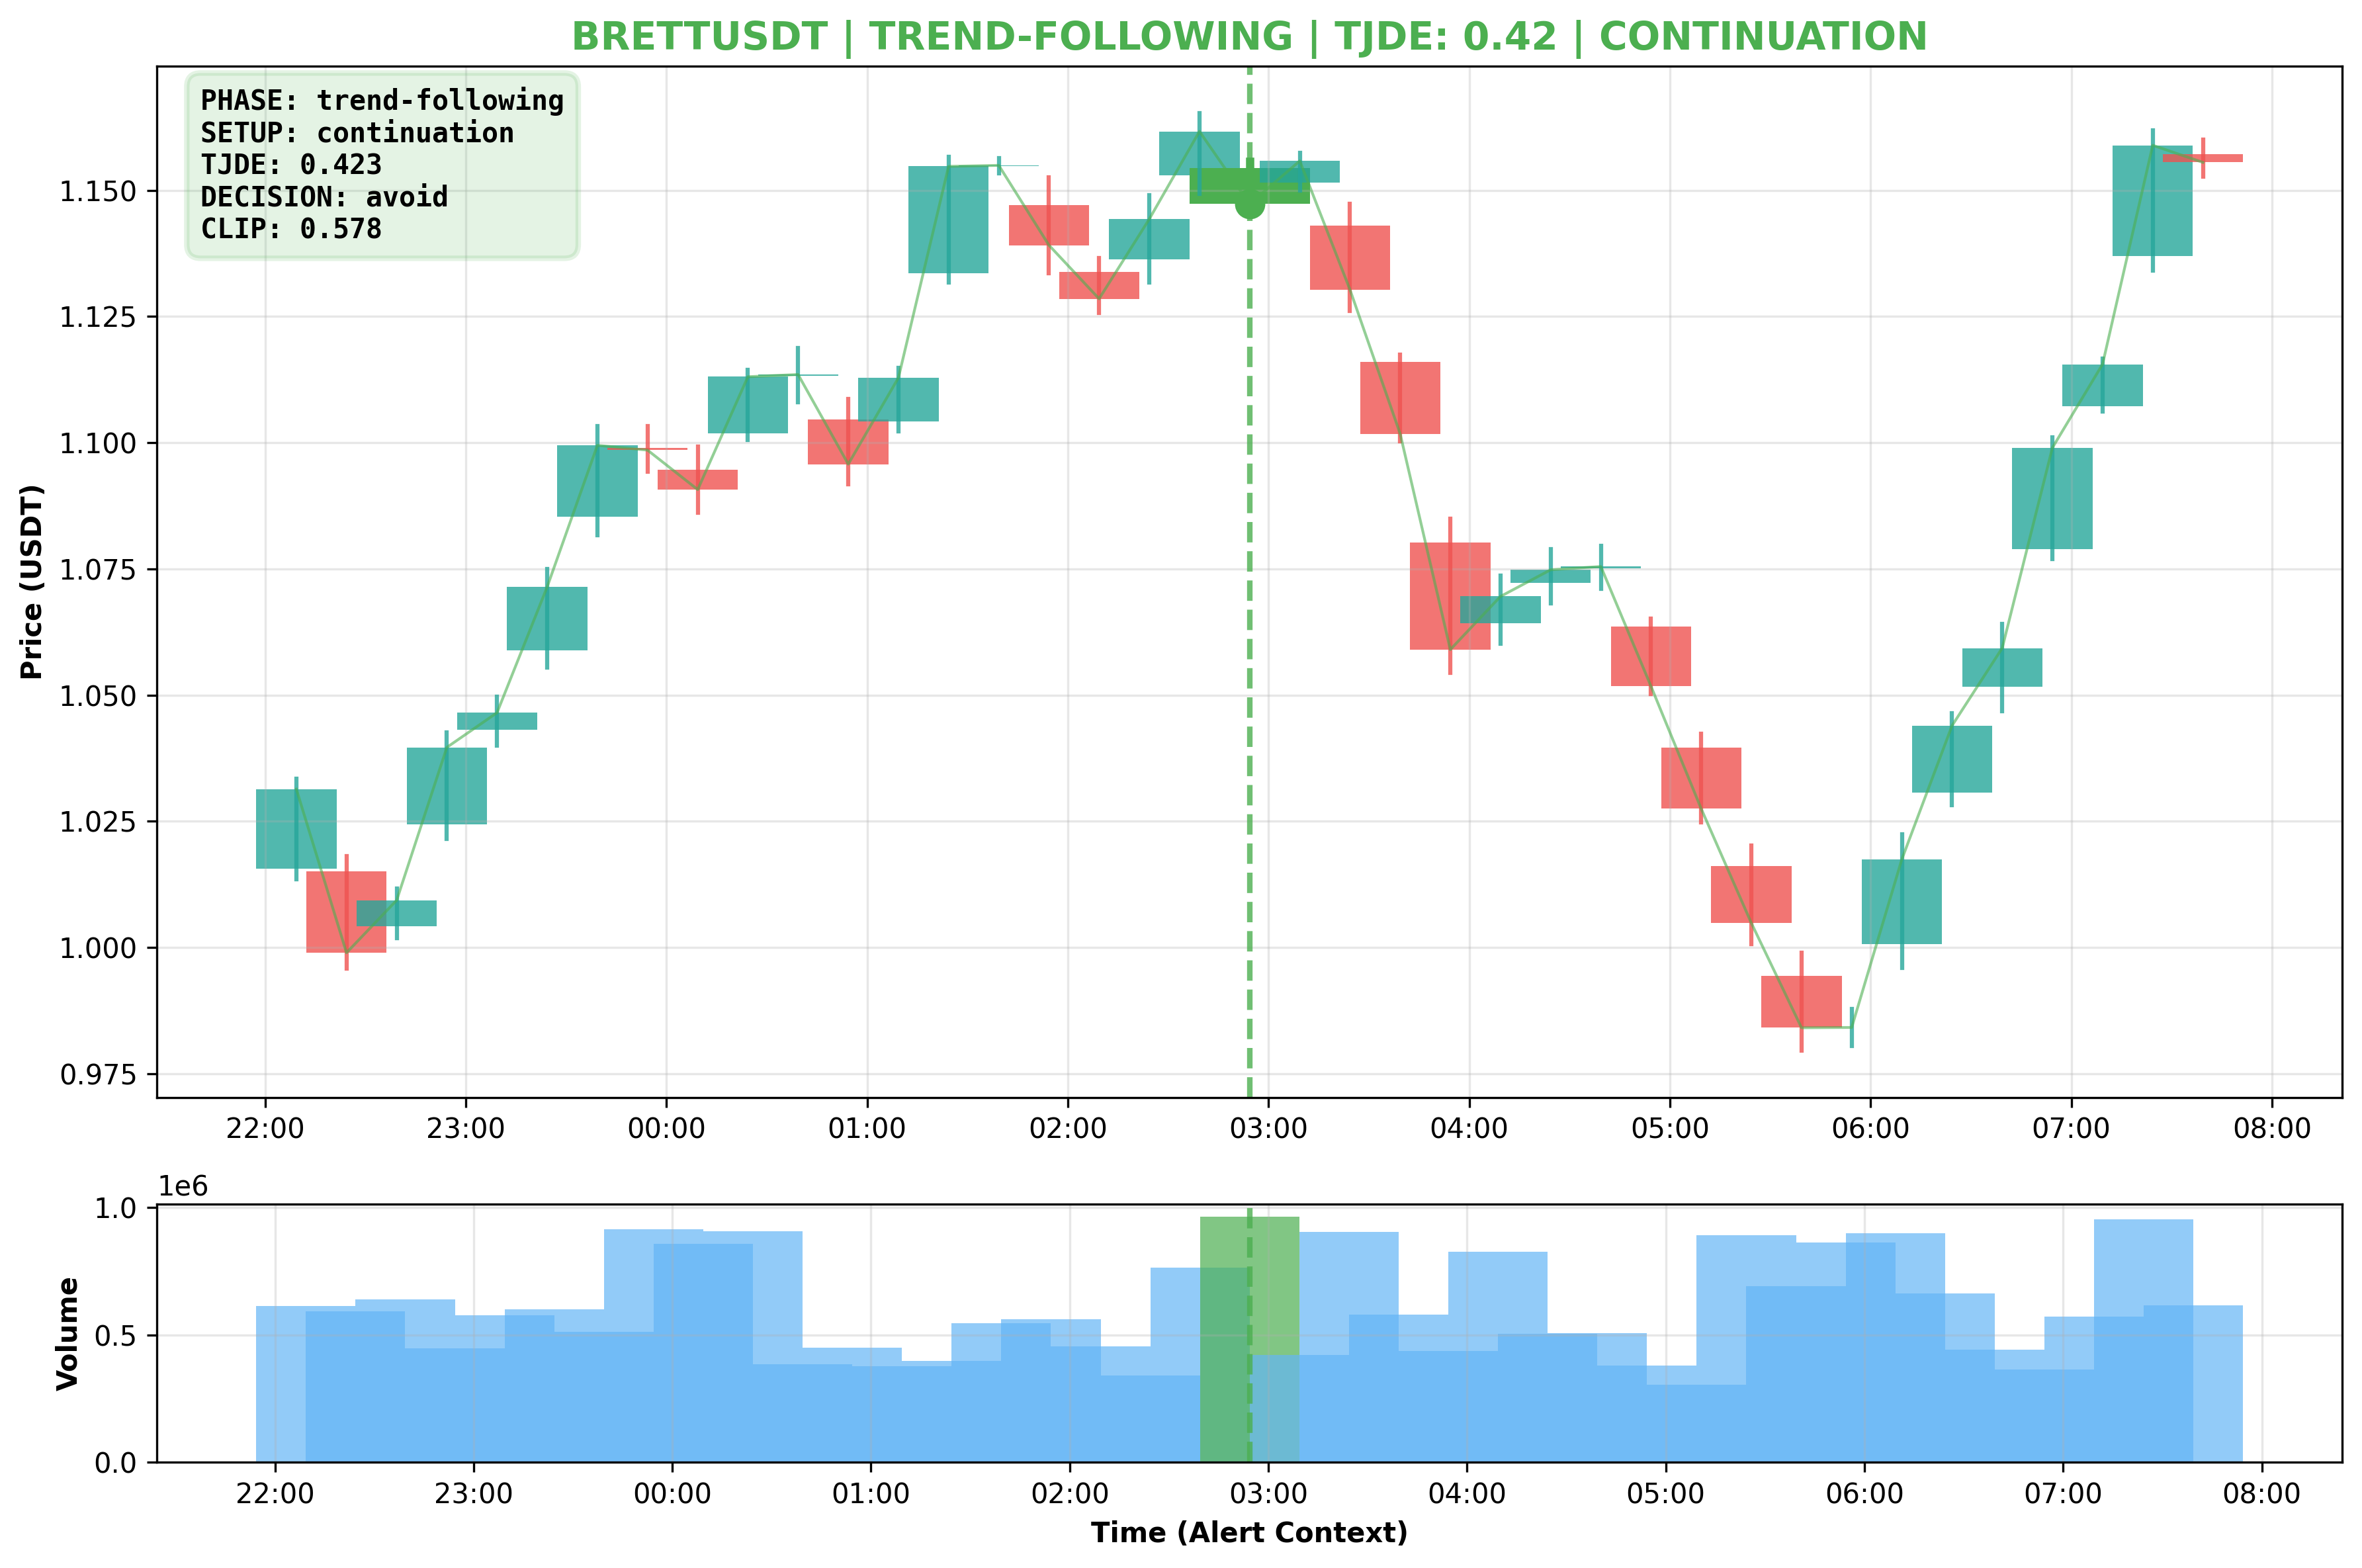 BRETTUSDT | TREND-FOLLOWING | TJDE: 0.42 | CONTINUATION
PHASE: trend-following
SETUP: continuation
TJDE: 0.423
DECISION: avoid
CLIP: 0.578
Price (USDT)
1.150
1.125
1.100
1.075
1.050
1.025
1.000
0.975
22:00 23:00 00:00 01:00 02:00 03:00 04:00 05:00 06:00 07:00 08:00
1e6
Volume
1.0
0.5
0.0
22:00 23:00 00:00 01:00 02:00 03:00 04:00 05:00 06:00 07:00 08:00
Time (Alert Context)